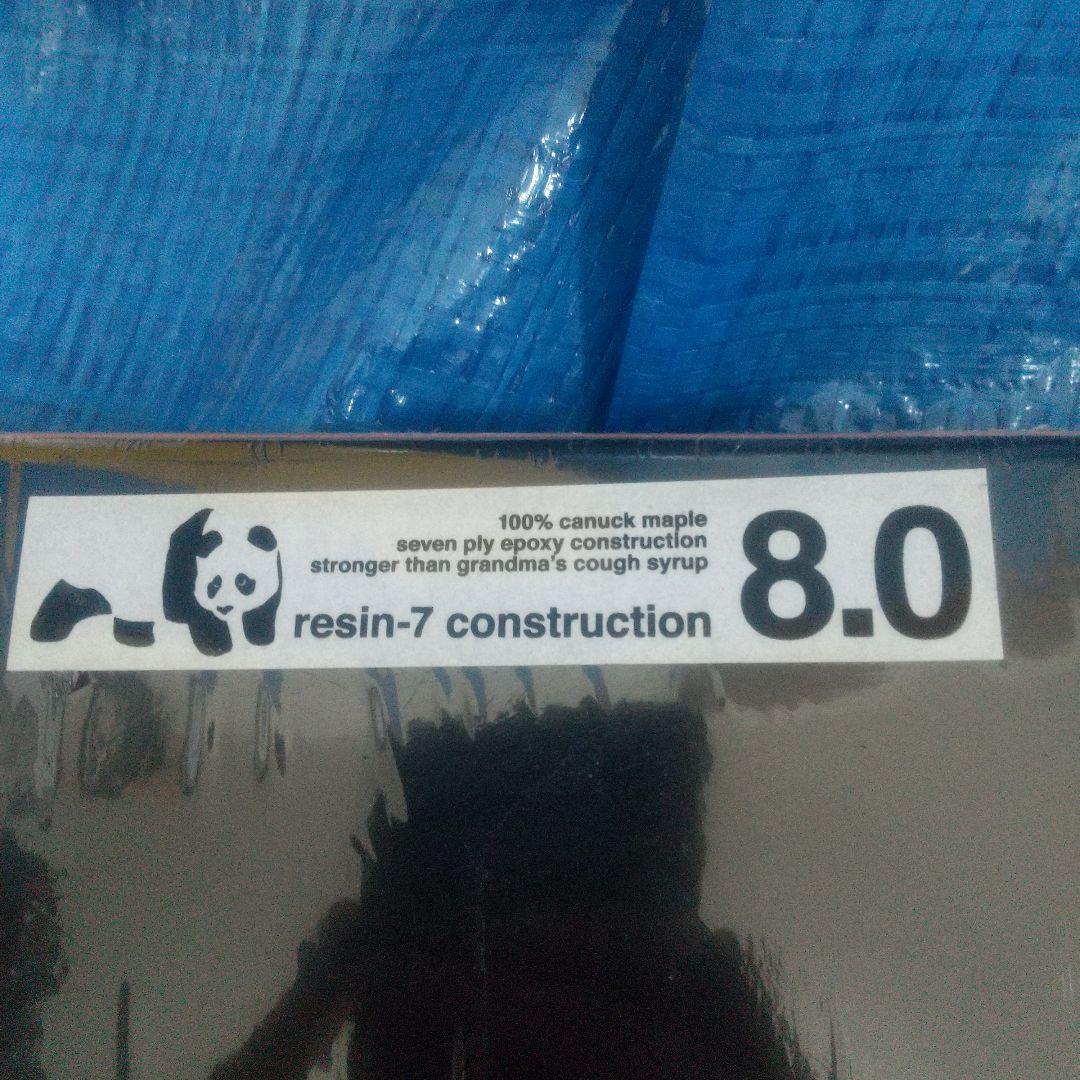 100% canuck maple
seven ply epoxy construction
stronger than grandma's cough syrup
resin-7 construction
8.0